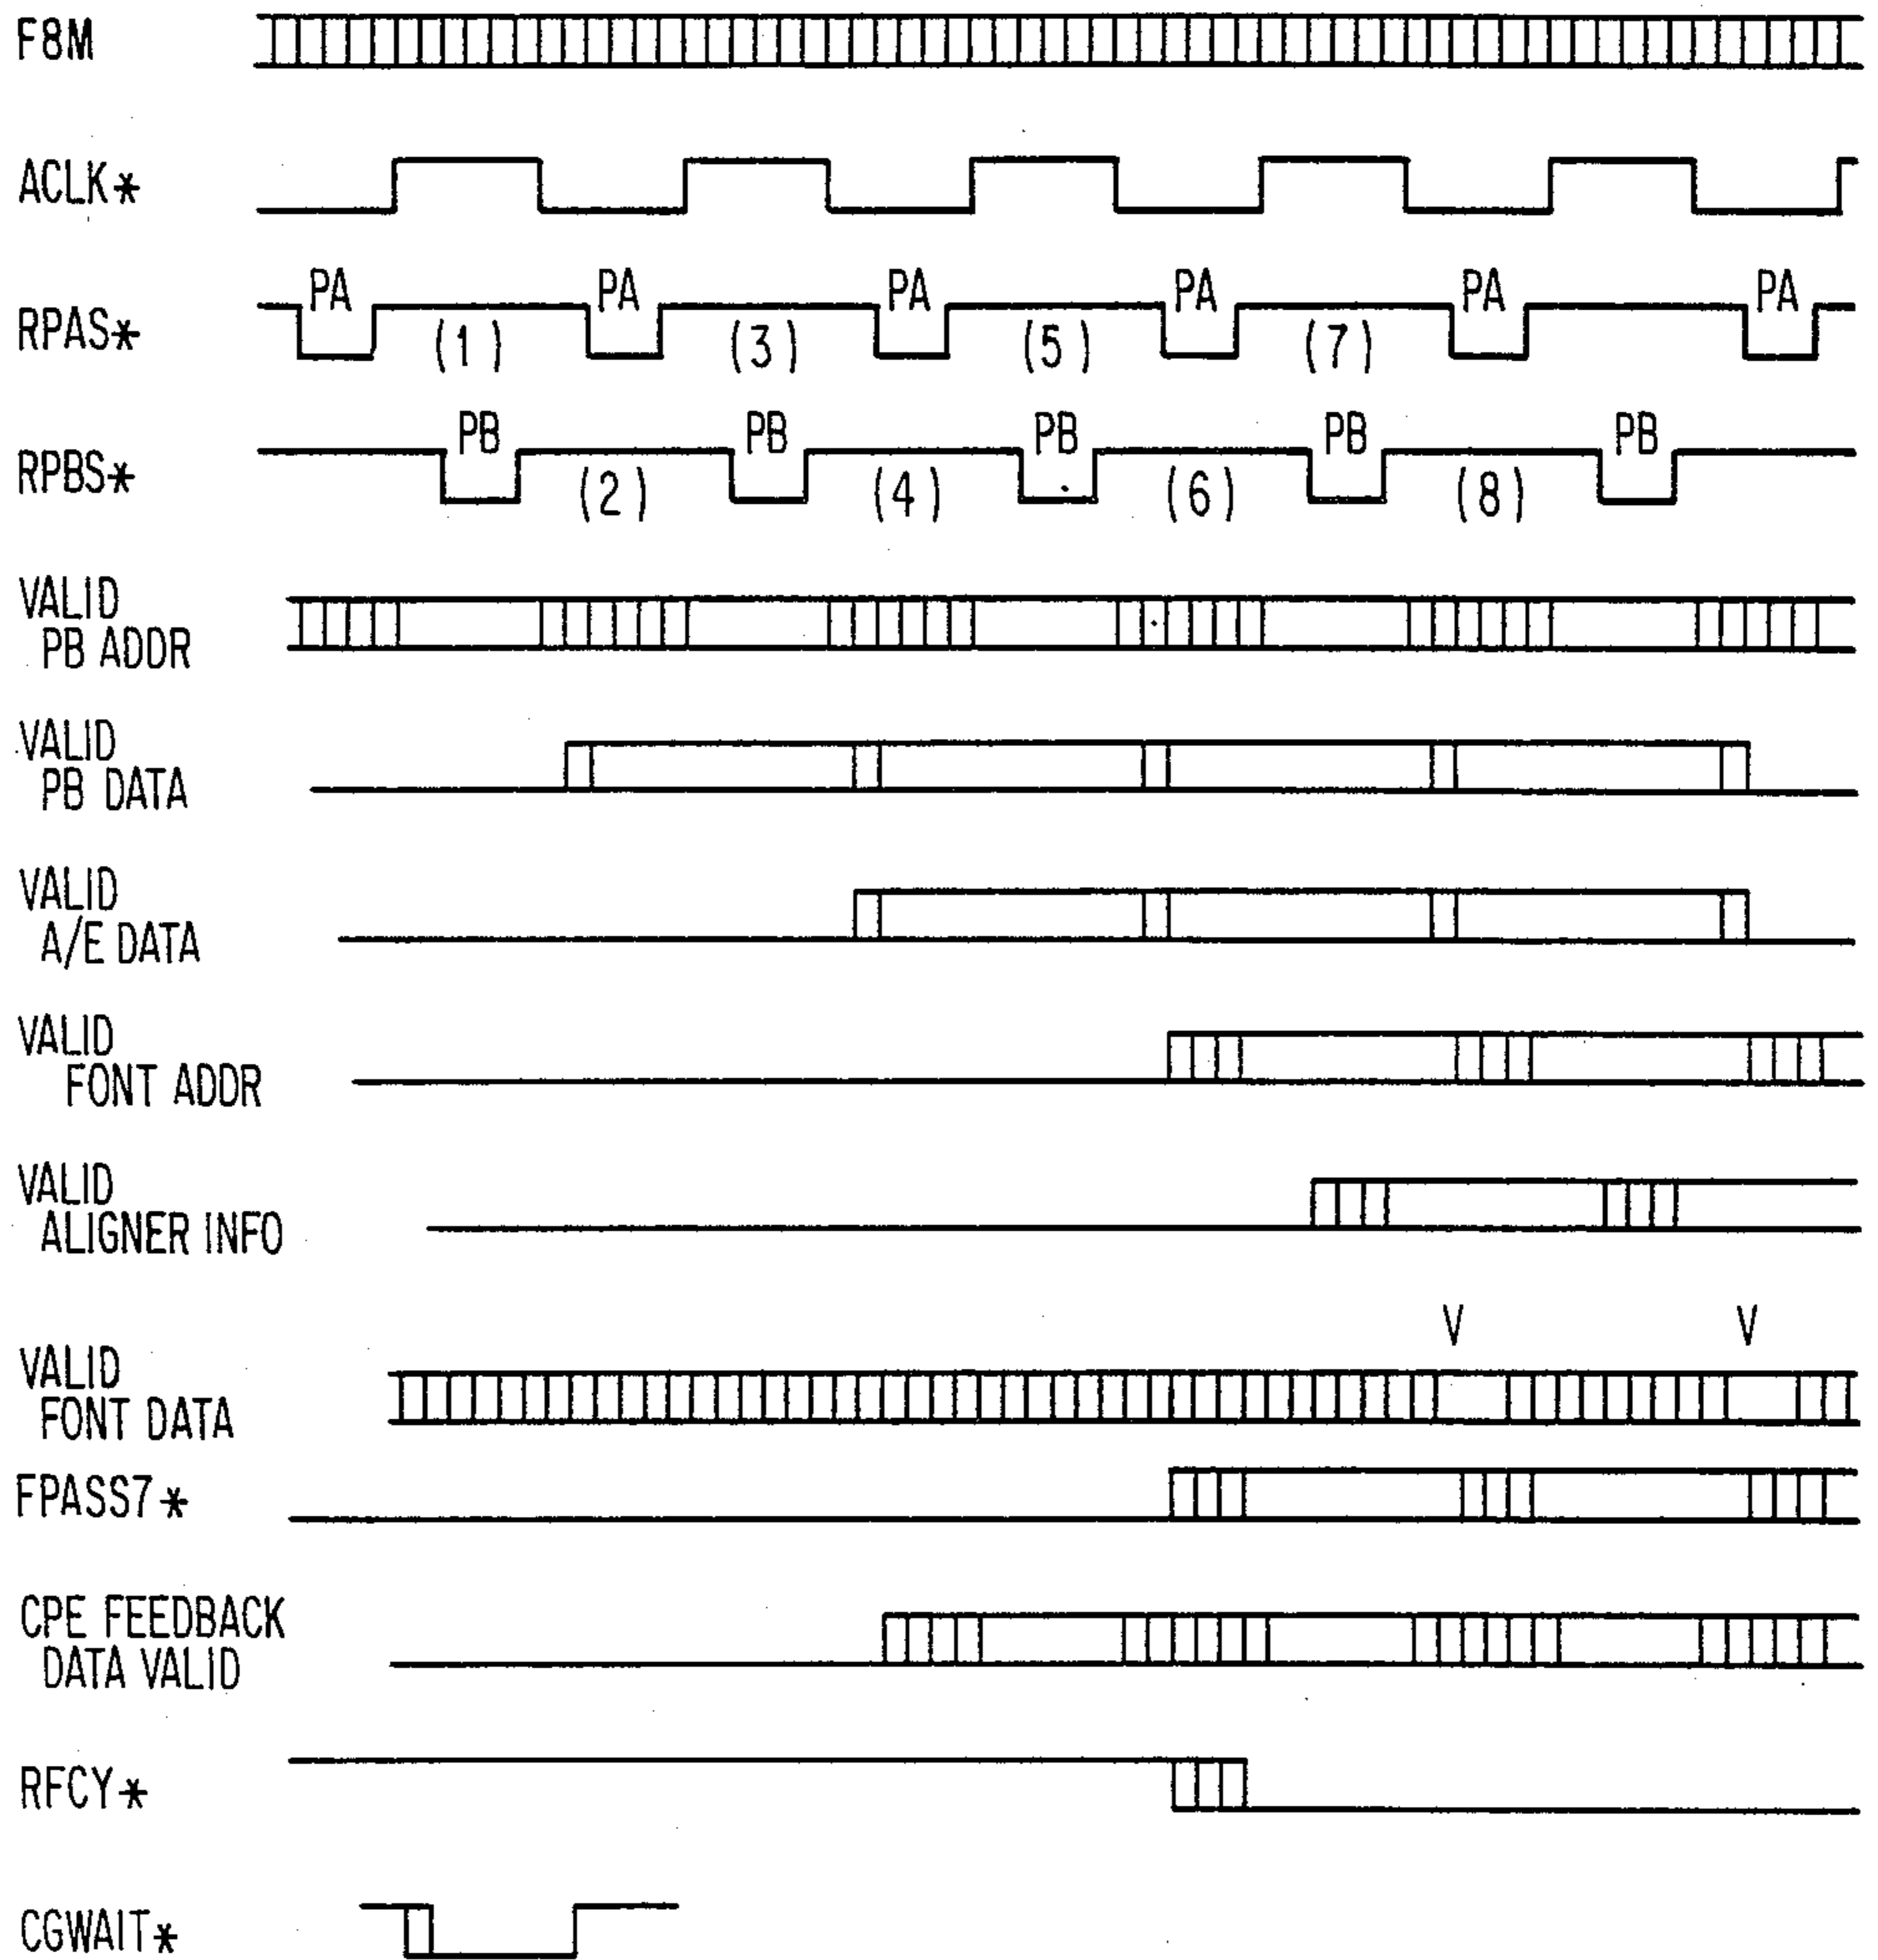 F8M
ACLK*
RPAS*
PA PA PA PA PA PA
(1) (3) (5) (7)
RPBS*
PB PB PB PB PB
(2) (4) (6) (8)
VALID
PB ADDR
VALID
PB DATA
VALID
A/E DATA
VALID
FONT ADDR
VALID
ALIGNER INFO
V V
VALID
FONT DATA
FPASS7*
CPE FEEDBACK
DATA VALID
RFCY*
CGWAIT*